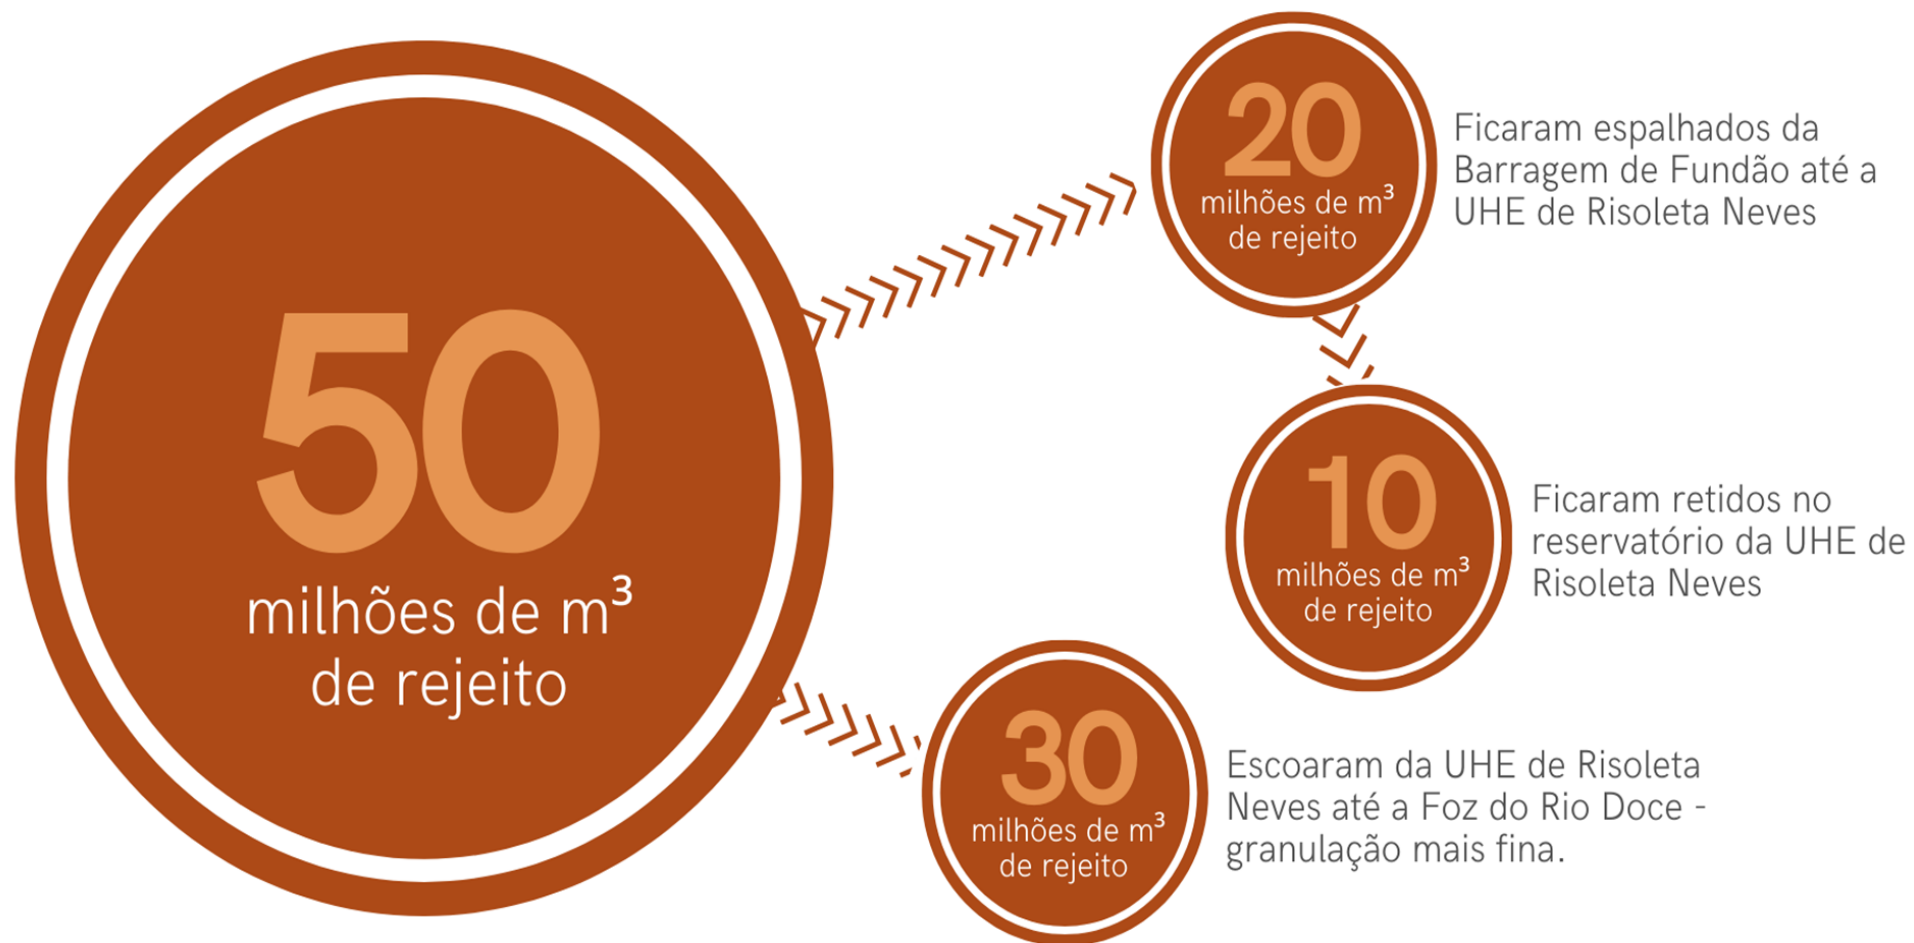 50
milhões de m³
de rejeito
20
milhões de m³
de rejeito
Ficaram espalhados da
Barragem de Fundão até a
UHE de Risoleta Neves
10
milhões de m³
de rejeito
Ficaram retidos no
reservatório da UHE de
Risoleta Neves
30
milhões de m³
de rejeito
Escoaram da UHE de Risoleta
Neves até a Foz do Rio Doce -
granulação mais fina.